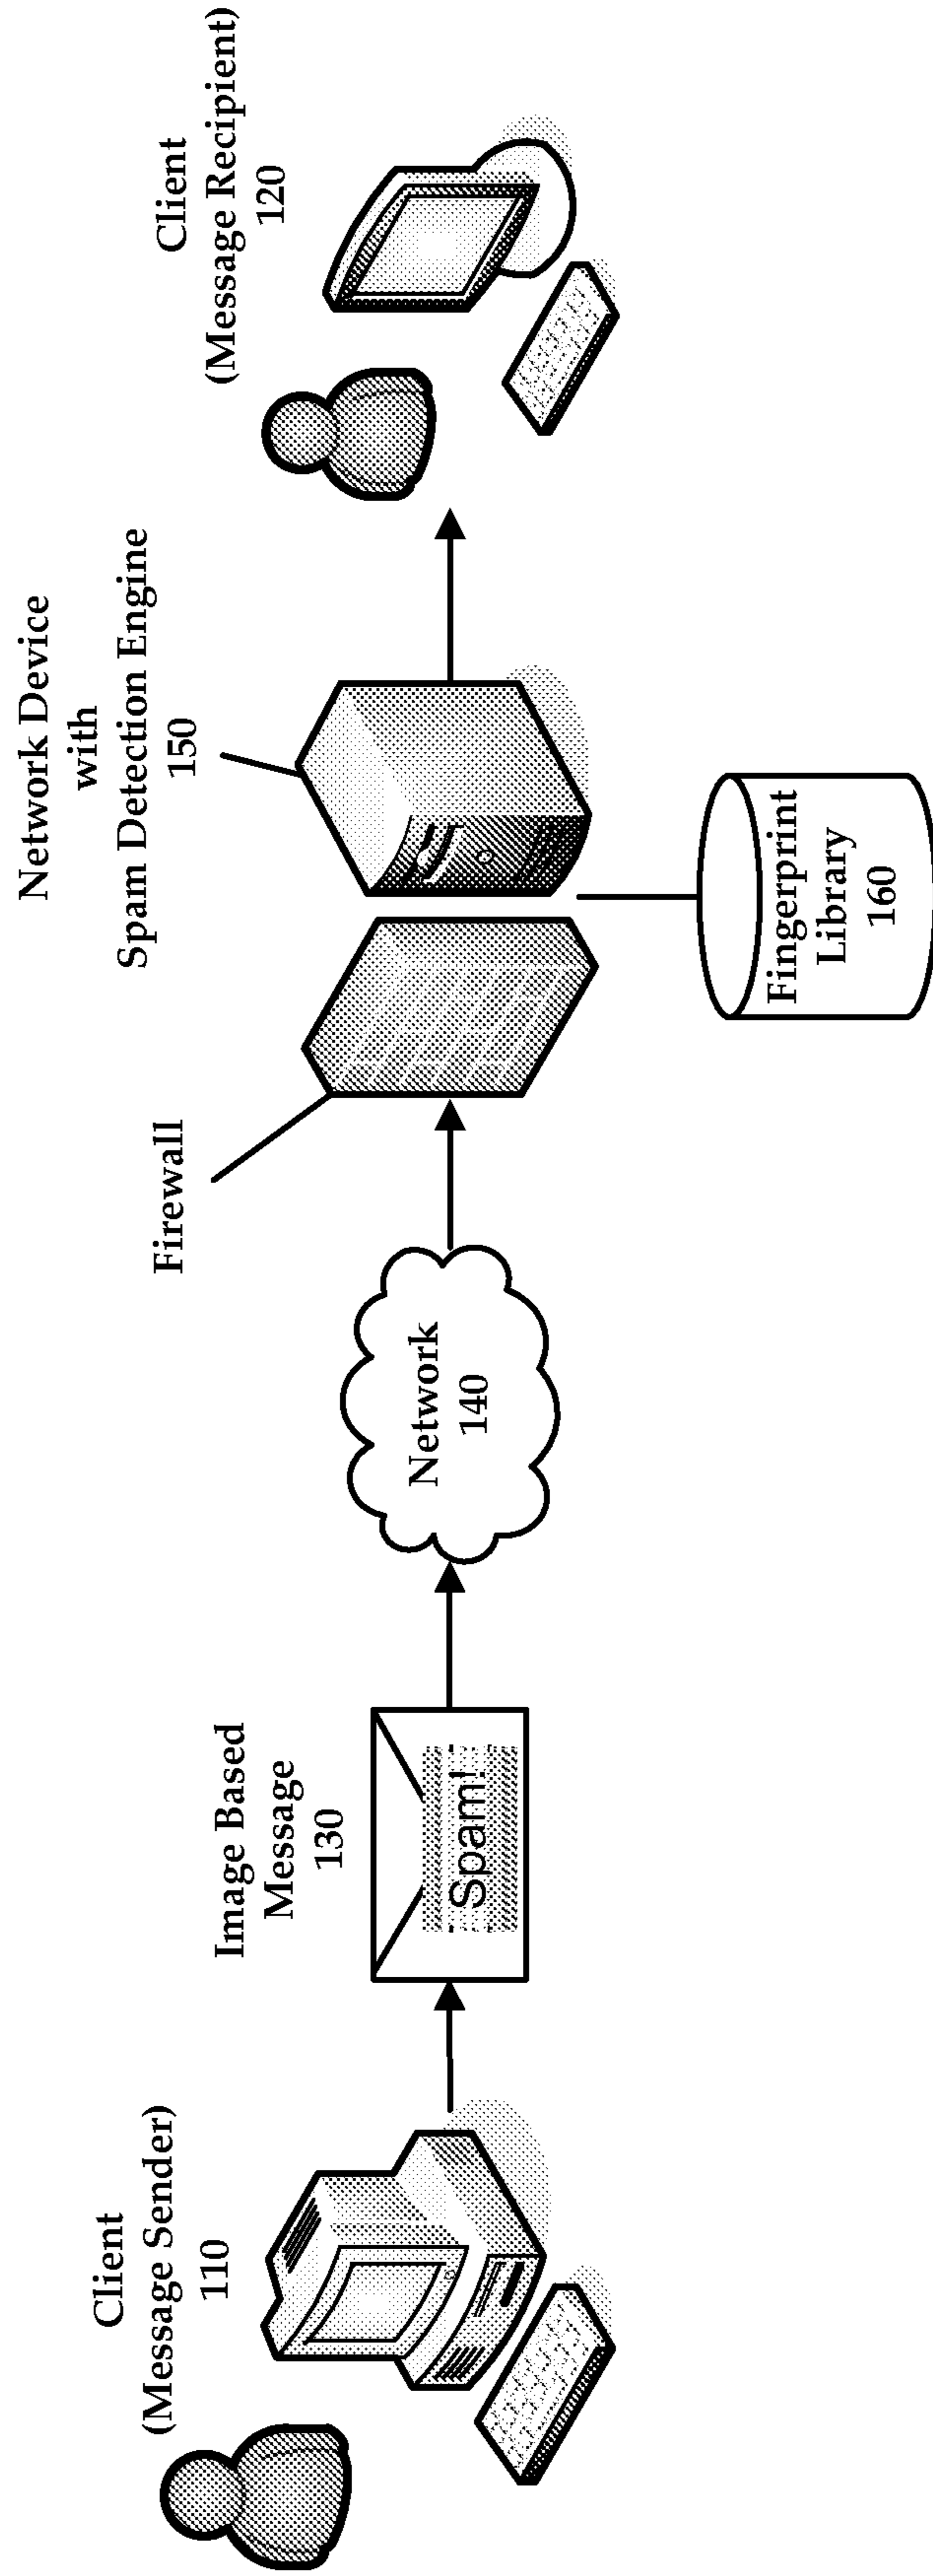 Client
(Message Sender)
110
Image Based
Message
130
Spam!
Network
140
Firewall
Network Device
with
Spam Detection Engine
150
Fingerprint
Library
160
Client
(Message Recipient)
120